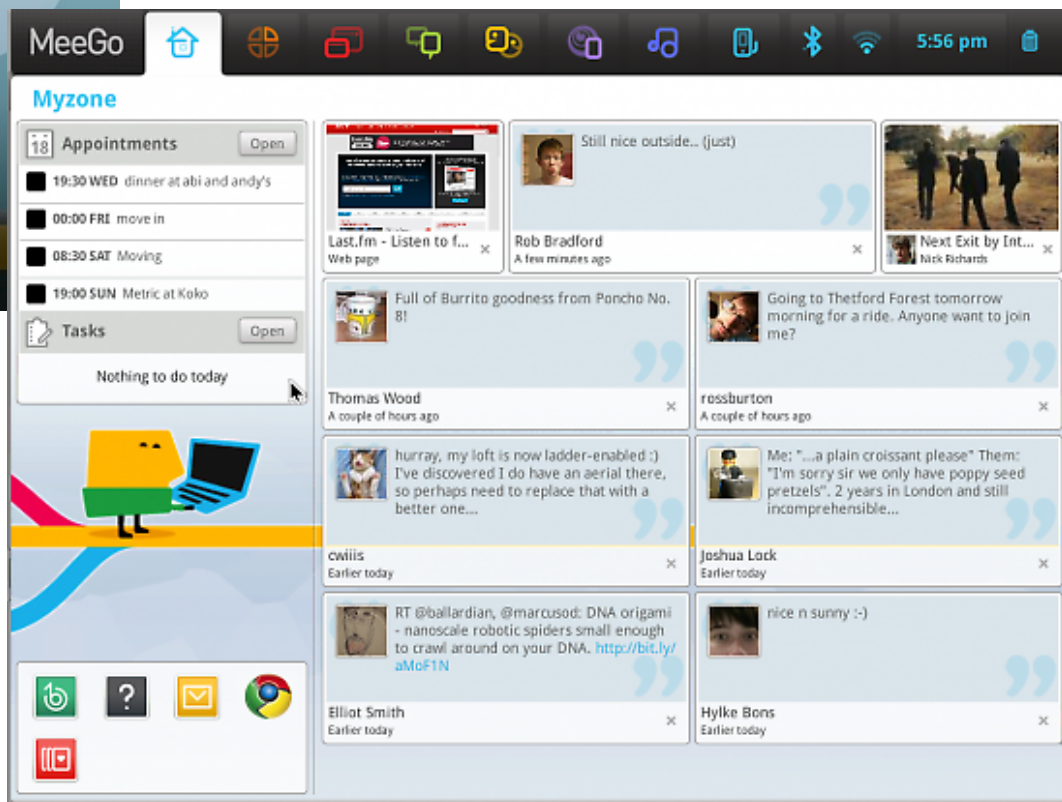 MeeGo
5:56 pm
Myzone
18
Appointments
Open
19:30 WED dinner at abi and andy's
00:00 FRI move in
08:30 SAT Moving
19:00 SUN Metric at Koko
Tasks
Open
Nothing to do today
Last.fm - Listen to f...
Web page
Still nice outside.. (just)
Rob Bradford
A few minutes ago
Next Exit by Int...
Nick Richards
Full of Burrito goodness from Poncho No.
8!
Thomas Wood
A couple of hours ago
Going to Thetford Forest tomorrow
morning for a ride. Anyone want to join
me?
rossburton
A couple of hours ago
hurray, my loft is now ladder-enabled :)
I've discovered I do have an aerial there,
so perhaps need to replace that with a
better one...
cwiiis
Earlier today
Me: "...a plain croissant please" Them:
"I'm sorry sir we only have poppy seed
pretzels". 2 years in London and still
incomprehensible...
Joshua Lock
Earlier today
RT @ballardian, @marcusod: DNA origami
- nanoscale robotic spiders small enough
to crawl around on your DNA. http://bit.ly/
aMoF1N
Elliot Smith
Earlier today
nice n sunny :-)
Hylke Bons
Earlier today